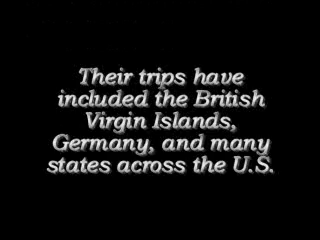 Their trips have
included the British
Virgin Islands,
Germany, and many
states across the U.S.